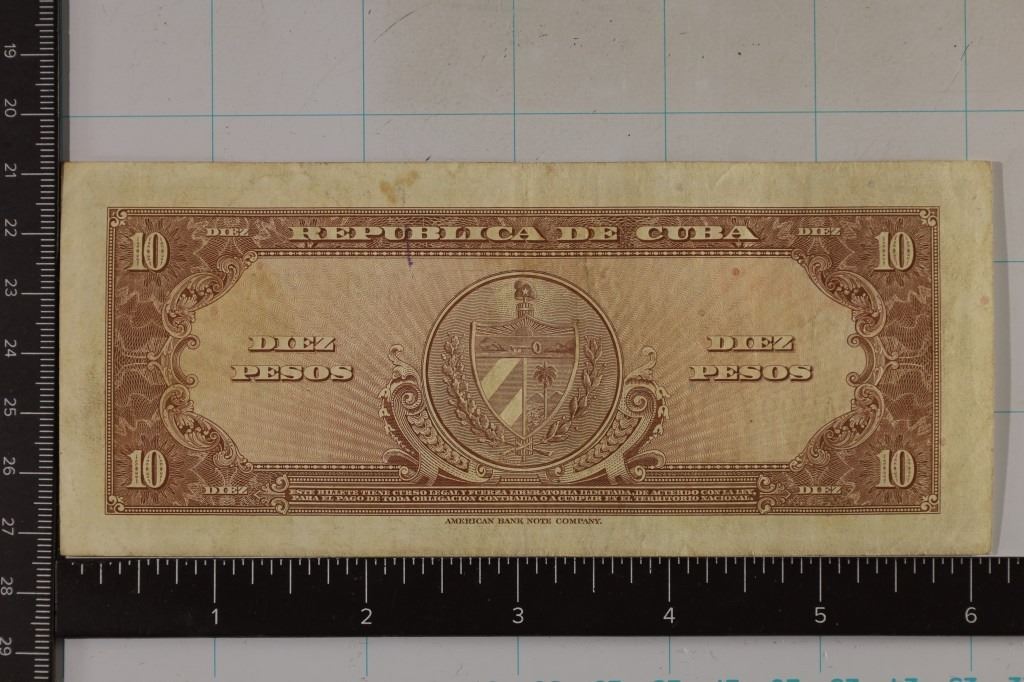 19
20
21
22
23
24
25
26
27
28
29
10 DIEZ REPUBLICA DE CUBA DIEZ 10
DIEZ PESOS
DIEZ PESOS
10 DIEZ DIEZ 10
ESTE BILLETE TIENE CURSO LEGAL Y FUERZA LIBERATORIA ILIMITADA, DE ACUERDO CON LA LEY,
PARA EL PAGO DE TODA OBLIGACION CONTRAIDA O A CUMPLIR EN EL TERRITORIO NACIONAL.
AMERICAN BANK NOTE COMPANY.
1 2 3 4 5 6